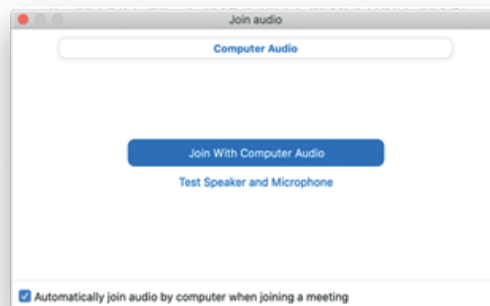 Join audio
Computer Audio
Join With Computer Audio
Test Speaker and Microphone
Automatically join audio by computer when joining a meeting